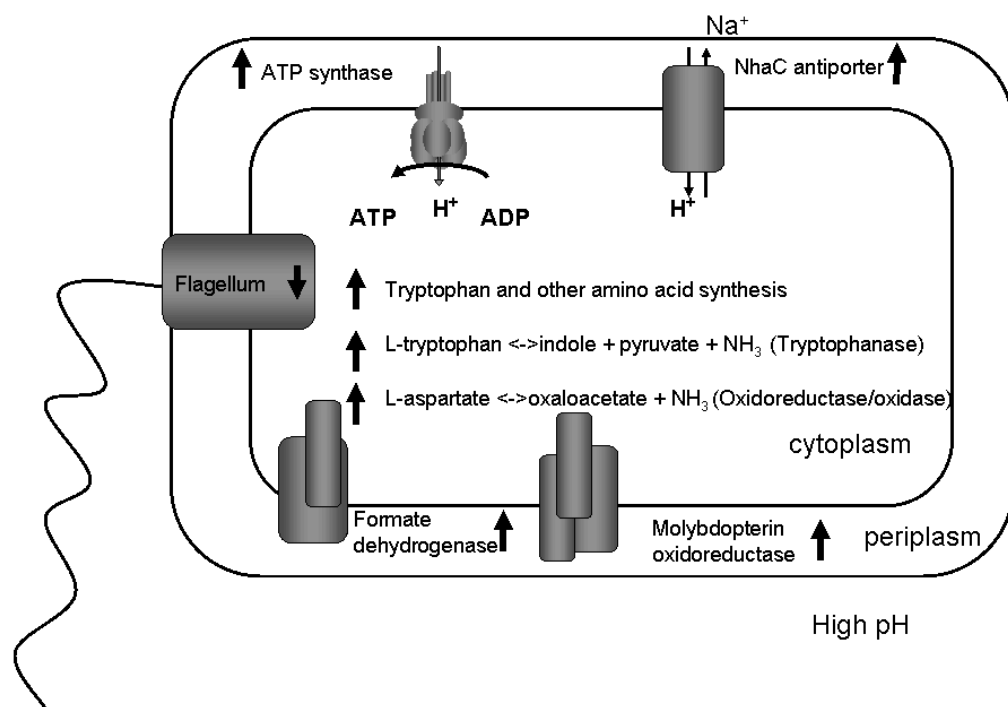 Na⁺
ATP synthase
NhaC antiporter
ATP
H⁺
ADP
H⁺
Flagellum
Tryptophan and other amino acid synthesis
L-tryptophan <->indole + pyruvate + NH₃ (Tryptophanase)
L-aspartate <->oxaloacetate + NH₃ (Oxidoreductase/oxidase)
cytoplasm
Formate
dehydrogenase
Molybdopterin
oxidoreductase
periplasm
High pH